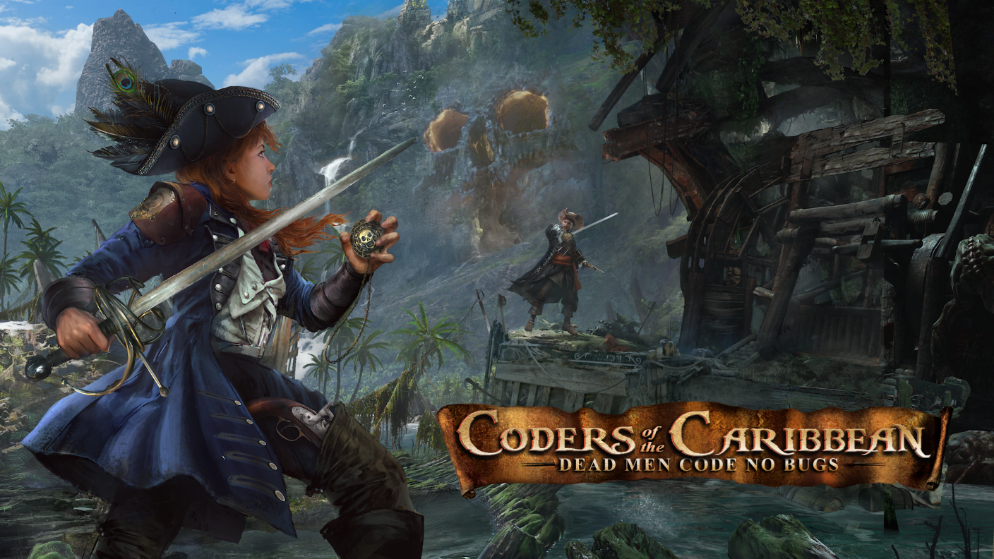 CODERS of the CARIBBEAN
DEAD MEN CODE NO BUGS